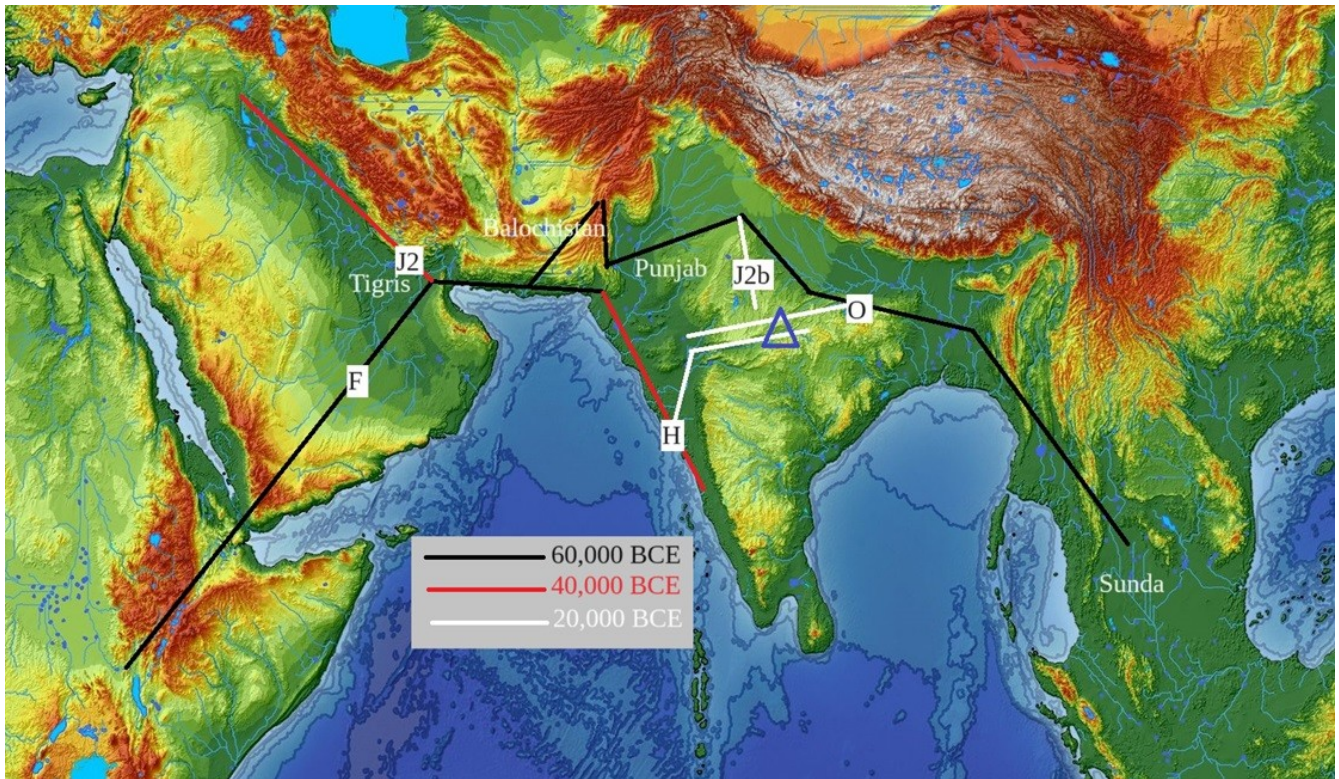 Balochistan
J2
Tigris
Punjab
J2b
O
F
H
60,000 BCE
40,000 BCE
20,000 BCE
Sunda